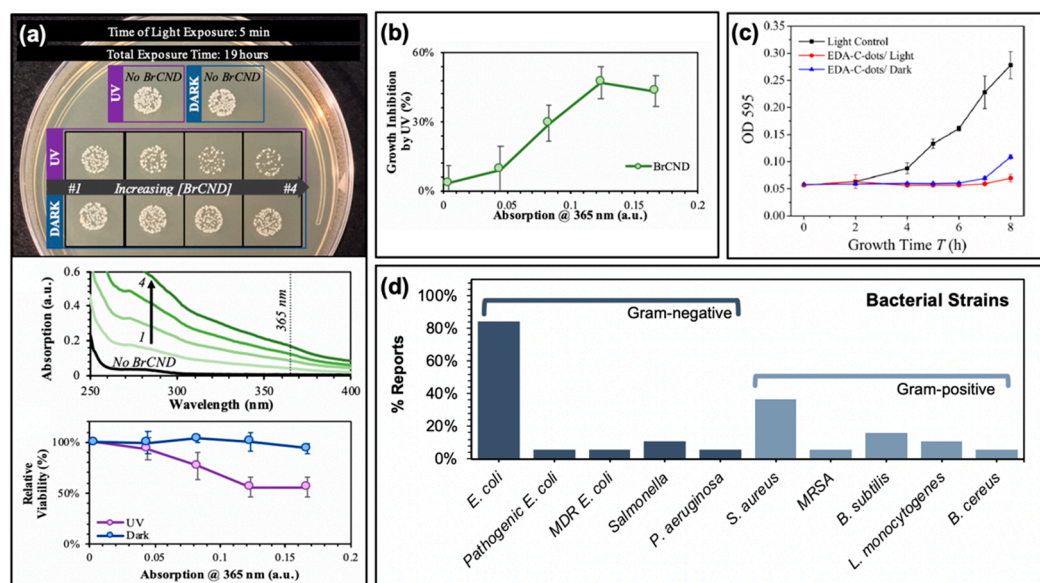 (a)
Time of Light Exposure: 5 min
Total Exposure Time: 19 hours
UV
No BrCND
DARK
No BrCND
UV
#1 Increasing [BrCND] #4
DARK
Absorption (a.u.)
0.6
0.4
0.2
0
4
1
No BrCND
365 nm
250 300 350 400
Wavelength (nm)
Relative
Viability (%)
100%
50%
0%
UV
Dark
0 0.05 0.1 0.15 0.2
Absorption @ 365 nm (a.u.)
(b)
Growth Inhibition
by UV (%)
60%
30%
0%
BrCND
0 0.05 0.1 0.15 0.2
Absorption @ 365 nm (a.u.)
(c)
OD 595
0.35
0.30
0.25
0.20
0.15
0.10
0.05
0.00
Light Control
EDA-C-dots/ Light
EDA-C-dots/ Dark
0 2 4 6 8
Growth Time T (h)
(d)
% Reports
100%
80%
60%
40%
20%
0%
Bacterial Strains
Gram-negative
Gram-positive
E. coli
Pathogenic E. coli
MDR E. coli
Salmonella
P. aeruginosa
S. aureus
MRSA
B. subtilis
L. monocytogenes
B. cereus